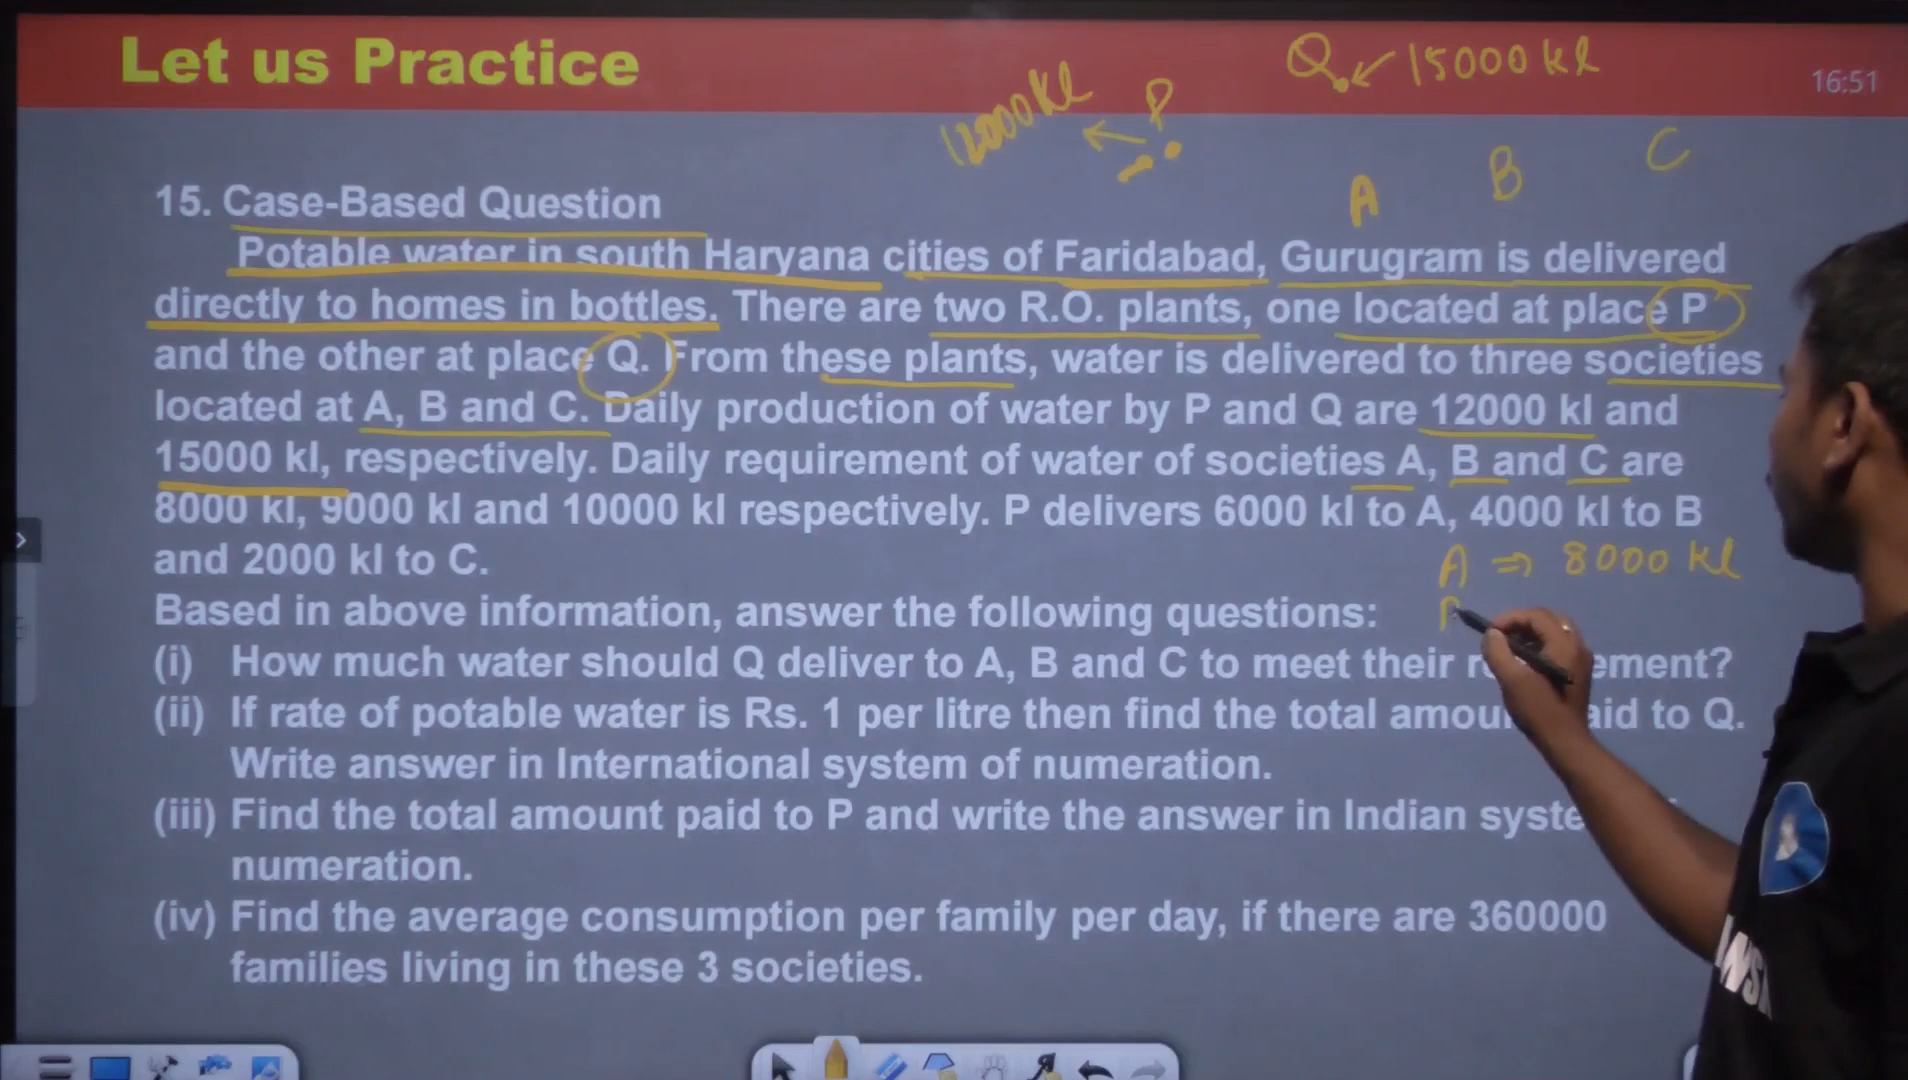 Let us Practice
Q ← 15000 kl
16:51
12000 kl ← P
A B C
15. Case-Based Question
Potable water in south Haryana cities of Faridabad, Gurugram is delivered
directly to homes in bottles. There are two R.O. plants, one located at place P
and the other at place Q. From these plants, water is delivered to three societies
located at A, B and C. Daily production of water by P and Q are 12000 kl and
15000 kl, respectively. Daily requirement of water of societies A, B and C are
8000 kl, 9000 kl and 10000 kl respectively. P delivers 6000 kl to A, 4000 kl to B
and 2000 kl to C.
A ⇒ 8000 kl
Based in above information, answer the following questions:
(i) How much water should Q deliver to A, B and C to meet their r ement?
(ii) If rate of potable water is Rs. 1 per litre then find the total amou aid to Q.
Write answer in International system of numeration.
(iii) Find the total amount paid to P and write the answer in Indian syste
numeration.
(iv) Find the average consumption per family per day, if there are 360000
families living in these 3 societies.